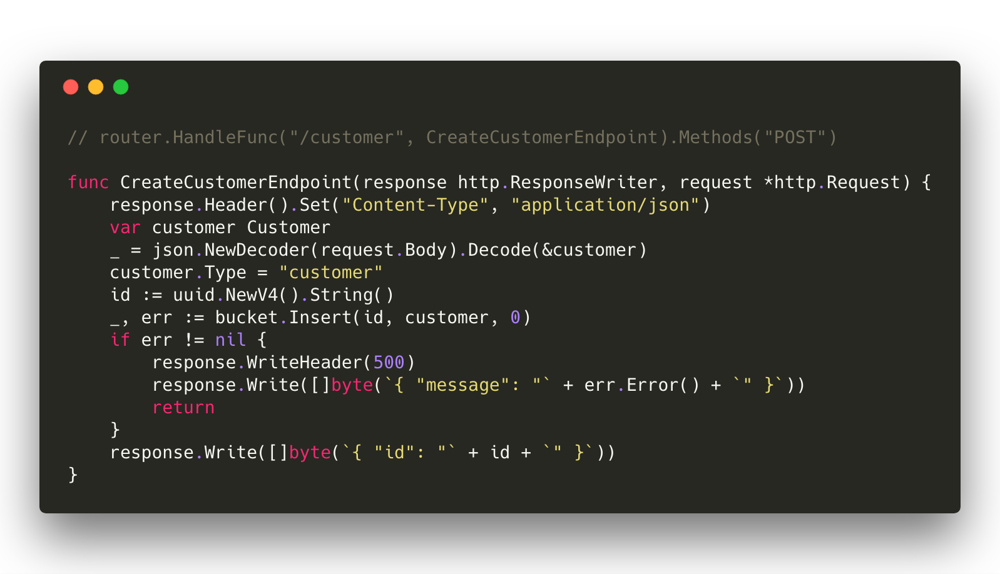 // router.HandleFunc("/customer", CreateCustomerEndpoint).Methods("POST")

func CreateCustomerEndpoint(response http.ResponseWriter, request *http.Request) {
    response.Header().Set("Content-Type", "application/json")
    var customer Customer
    _ = json.NewDecoder(request.Body).Decode(&customer)
    customer.Type = "customer"
    id := uuid.NewV4().String()
    _, err := bucket.Insert(id, customer, 0)
    if err != nil {
        response.WriteHeader(500)
        response.Write([]byte(`{ "message": "` + err.Error() + `" }`))
        return
    }
    response.Write([]byte(`{ "id": "` + id + `" }`))
}